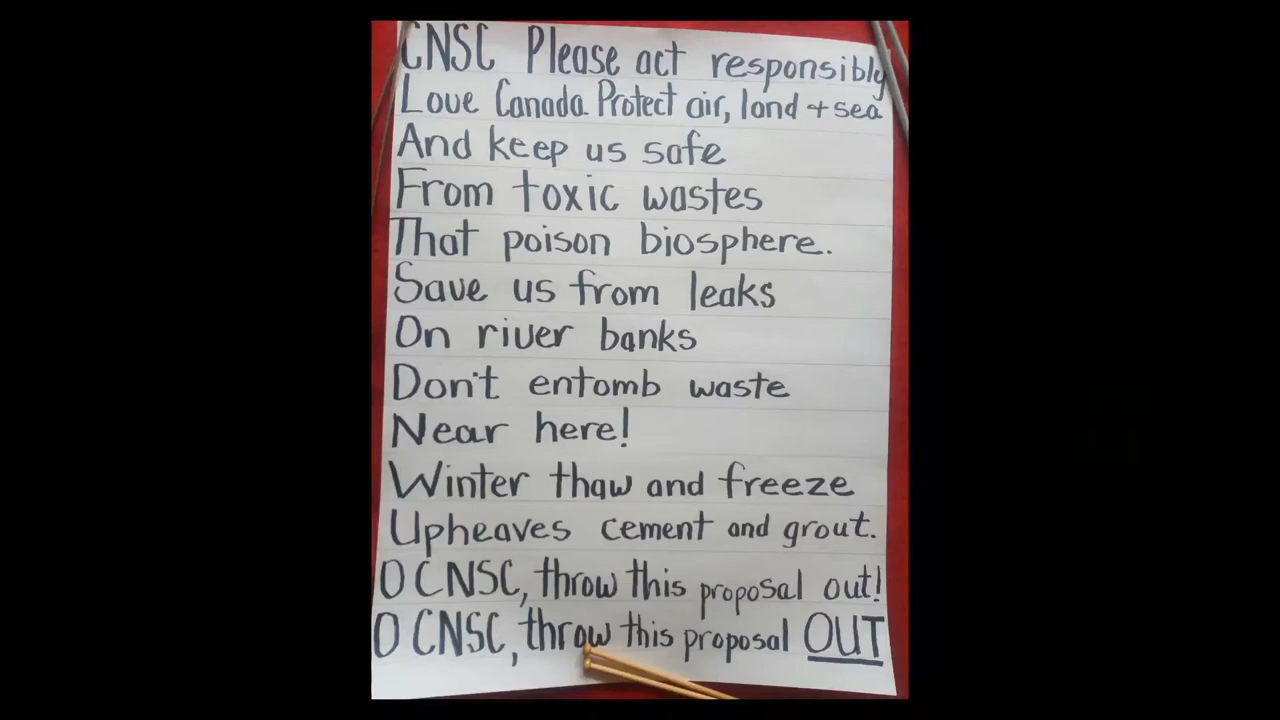 CNSC Please act responsibly
Love Canada. Protect air, land + sea
And keep us safe
From toxic wastes
That poison biosphere.
Save us from leaks
On river banks
Don't entomb waste
Near here!
Winter thaw and freeze
Upheaves cement and grout.
O CNSC, throw this proposal out!
O CNSC, throw this proposal OUT